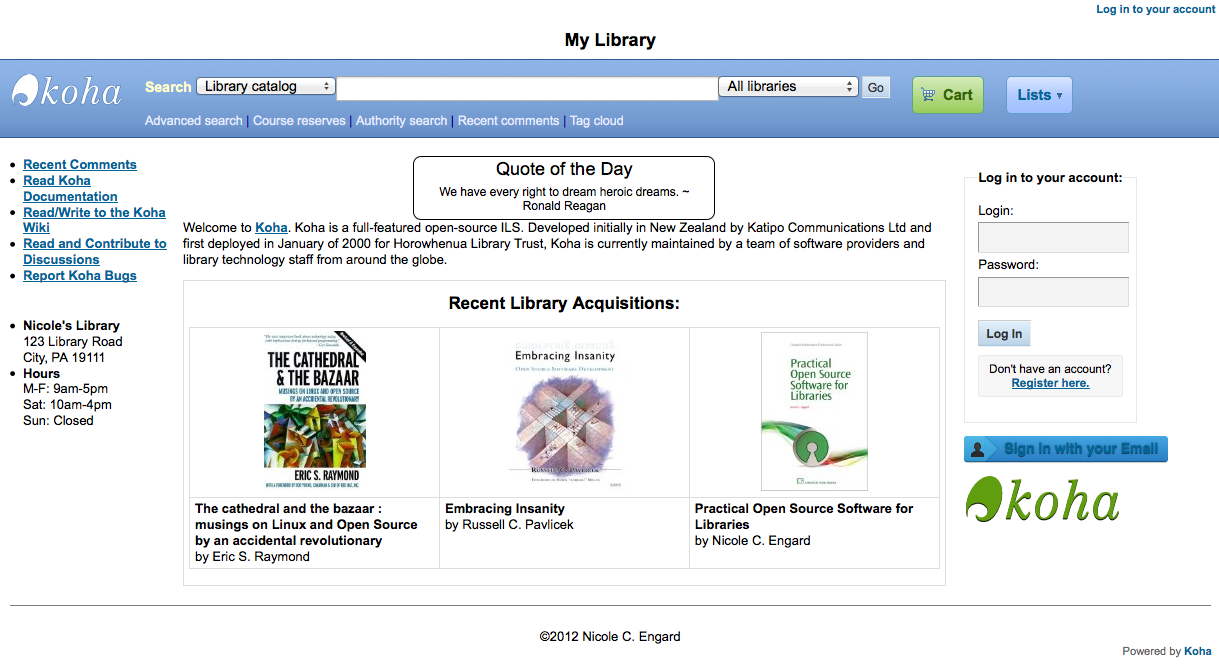 Log in to your account
My Library
koha
Search Library catalog All libraries Go Cart Lists ▾
Advanced search | Course reserves | Authority search | Recent comments | Tag cloud
• Recent Comments
• Read Koha
Documentation
• Read/Write to the Koha
Wiki
• Read and Contribute to
Discussions
• Report Koha Bugs
• Nicole's Library
123 Library Road
City, PA 19111
• Hours
M-F: 9am-5pm
Sat: 10am-4pm
Sun: Closed
Quote of the Day
We have every right to dream heroic dreams. ~
Ronald Reagan
Welcome to Koha. Koha is a full-featured open-source ILS. Developed initially in New Zealand by Katipo Communications Ltd and
first deployed in January of 2000 for Horowhenua Library Trust, Koha is currently maintained by a team of software providers and
library technology staff from around the globe.
Recent Library Acquisitions:
THE CATHEDRAL
& THE BAZAAR
MUSINGS ON LINUX AND OPEN SOURCE
BY AN ACCIDENTAL REVOLUTIONARY
ERIC S. RAYMOND
Embracing Insanity
OPEN SOURCE SOFTWARE DEVELOPMENT
RUSSELL C. PAVLICEK
Practical
Open Source
Software for
Libraries
The cathedral and the bazaar :
musings on Linux and Open Source
by an accidental revolutionary
by Eric S. Raymond
Embracing Insanity
by Russell C. Pavlicek
Practical Open Source Software for
Libraries
by Nicole C. Engard
Log in to your account:
Login:
Password:
Log In
Don't have an account?
Register here.
Sign in with your Email
koha
©2012 Nicole C. Engard
Powered by Koha